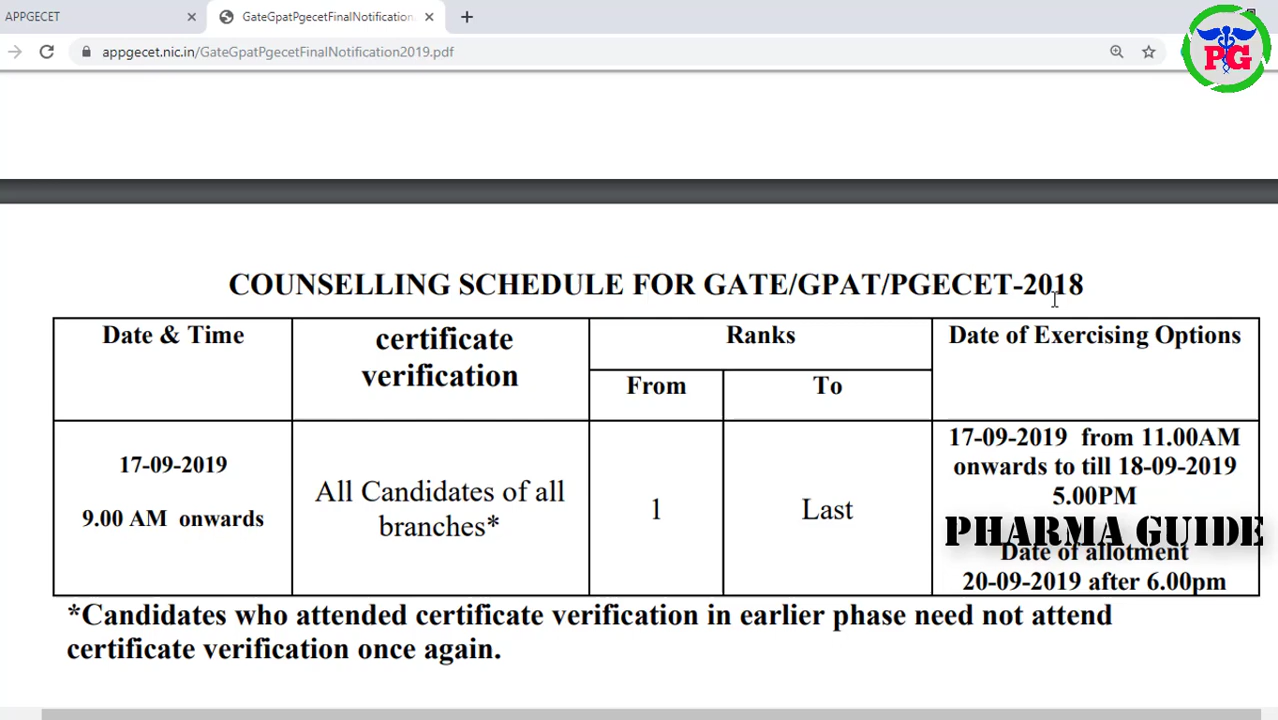 APPGECET
GateGpatPgecetFinalNotification
appgecet.nic.in/GateGpatPgecetFinalNotification2019.pdf
PG
COUNSELLING SCHEDULE FOR GATE/GPAT/PGECET-2018
Date & Time
certificate
verification
Ranks
Date of Exercising Options
From
To
17-09-2019
9.00 AM onwards
All Candidates of all
branches*
1
Last
17-09-2019 from 11.00AM
onwards to till 18-09-2019
5.00PM
PHARMA GUIDE
Date of allotment
20-09-2019 after 6.00pm
*Candidates who attended certificate verification in earlier phase need not attend
certificate verification once again.